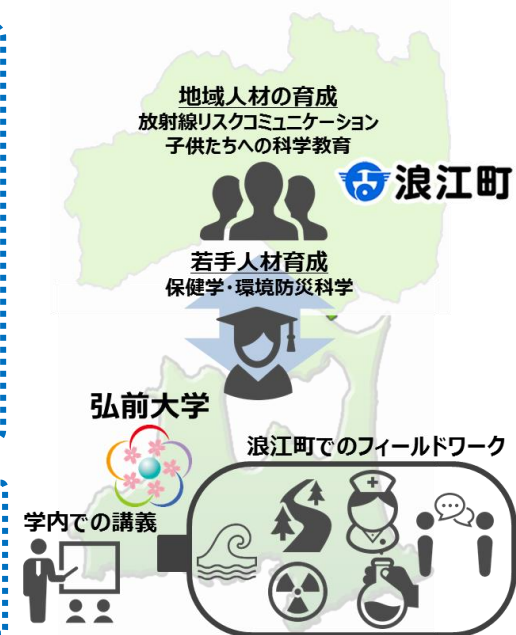 地域人材の育成
放射線リスクコミュニケーション
子供たちへの科学教育
浪江町
若手人材育成
保健学・環境防災科学
弘前大学
浪江町でのフィールドワーク
学内での講義